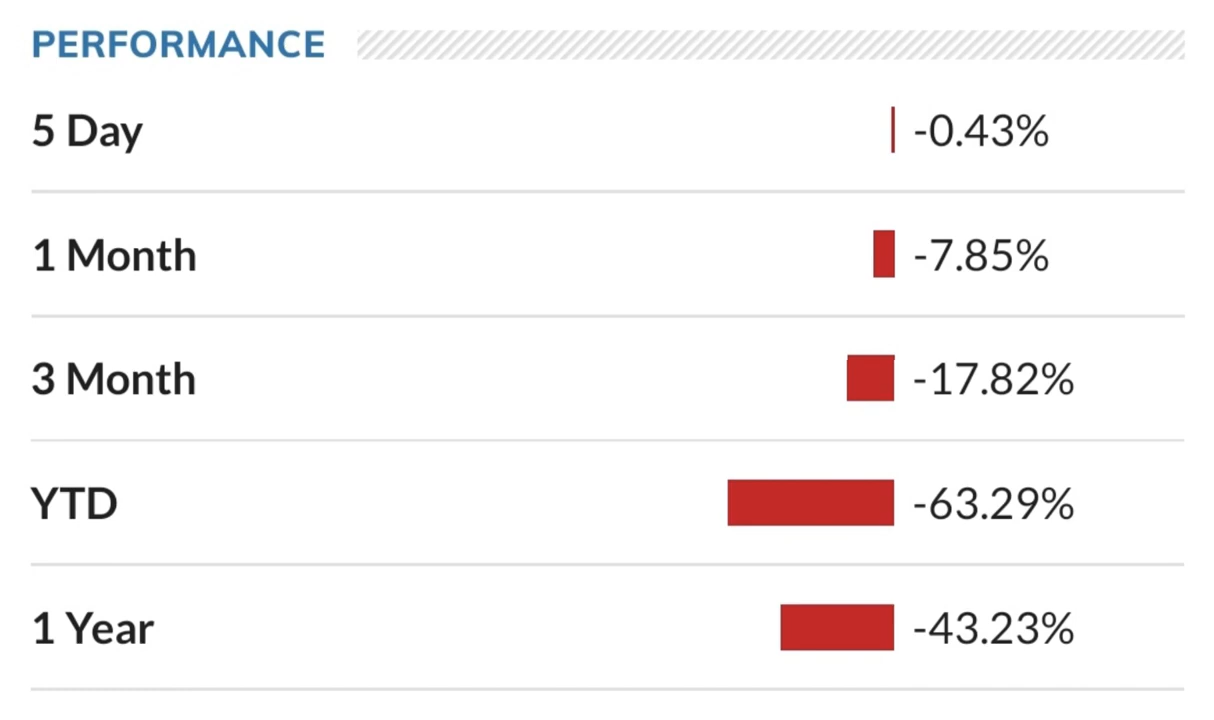 PERFORMANCE
5 Day -0.43%
1 Month -7.85%
3 Month -17.82%
YTD -63.29%
1 Year -43.23%